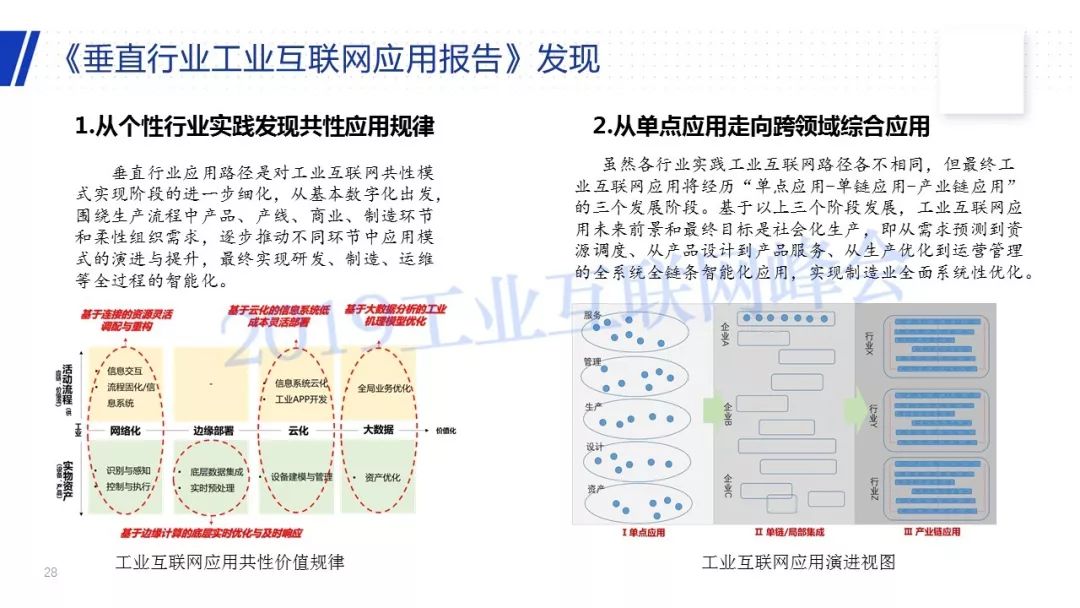 《垂直行业工业互联网应用报告》发现
1.从个性行业实践发现共性应用规律
垂直行业应用路径是对工业互联网共性模
式实现阶段的进一步细化，从基本数字化出发，
围绕生产流程中产品、产线、商业、制造环节
和柔性组织需求，逐步推动不同环节中应用模
式的演进与提升，最终实现研发、制造、运维
等全过程的智能化。
基于连接的资源灵活
调配与重构
基于云化的信息系统低
成本灵活部署
基于大数据分析的工业
机理模型优化
活动流程
• 信息交互
• 流程固化/信
息系统
-
• 信息系统云化
• 工业APP开发
全局业务优化
工业
网络化
边缘部署
云化
大数据
价值化
实物资产
（设备、产品）
• 识别与感知
• 控制与执行
• 底层数据集成
• 实时预处理
• 设备建模与管理
• 资产优化
基于边缘计算的底层实时优化与及时响应
工业互联网应用共性价值规律
2.从单点应用走向跨领域综合应用
虽然各行业实践工业互联网路径各不相同，但最终工
业互联网应用将经历“单点应用-单链应用-产业链应用”
的三个发展阶段。基于以上三个阶段发展，工业互联网应
用未来前景和最终目标是社会化生产，即从需求预测到资
源调度、从产品设计到产品服务、从生产优化到运营管理
的全系统全链条智能化应用，实现制造业全面系统性优化。
服务
管理
生产
设计
资产
企业A
企业B
企业C
行业X
行业Y
行业Z
I 单点应用
II 单链/局部集成
III 产业链应用
工业互联网应用演进视图
2019工业互联网峰会
28